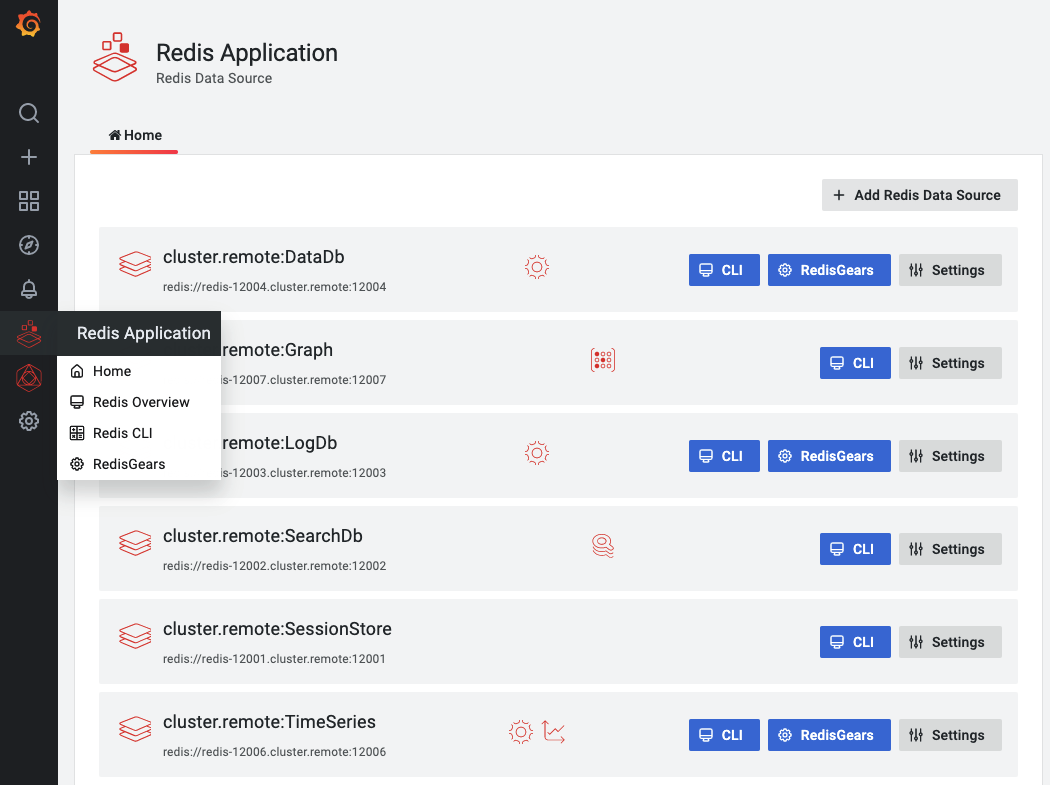 Redis Application
Redis Data Source
Home
+ Add Redis Data Source
cluster.remote:DataDb
redis://redis-12004.cluster.remote:12004
CLI
RedisGears
Settings
Redis Application
Home
Redis Overview
Redis CLI
RedisGears
remote:Graph
is-12007.cluster.remote:12007
CLI
Settings
remote:LogDb
is-12003.cluster.remote:12003
CLI
RedisGears
Settings
cluster.remote:SearchDb
redis://redis-12002.cluster.remote:12002
CLI
Settings
cluster.remote:SessionStore
redis://redis-12001.cluster.remote:12001
CLI
Settings
cluster.remote:TimeSeries
redis://redis-12006.cluster.remote:12006
CLI
RedisGears
Settings